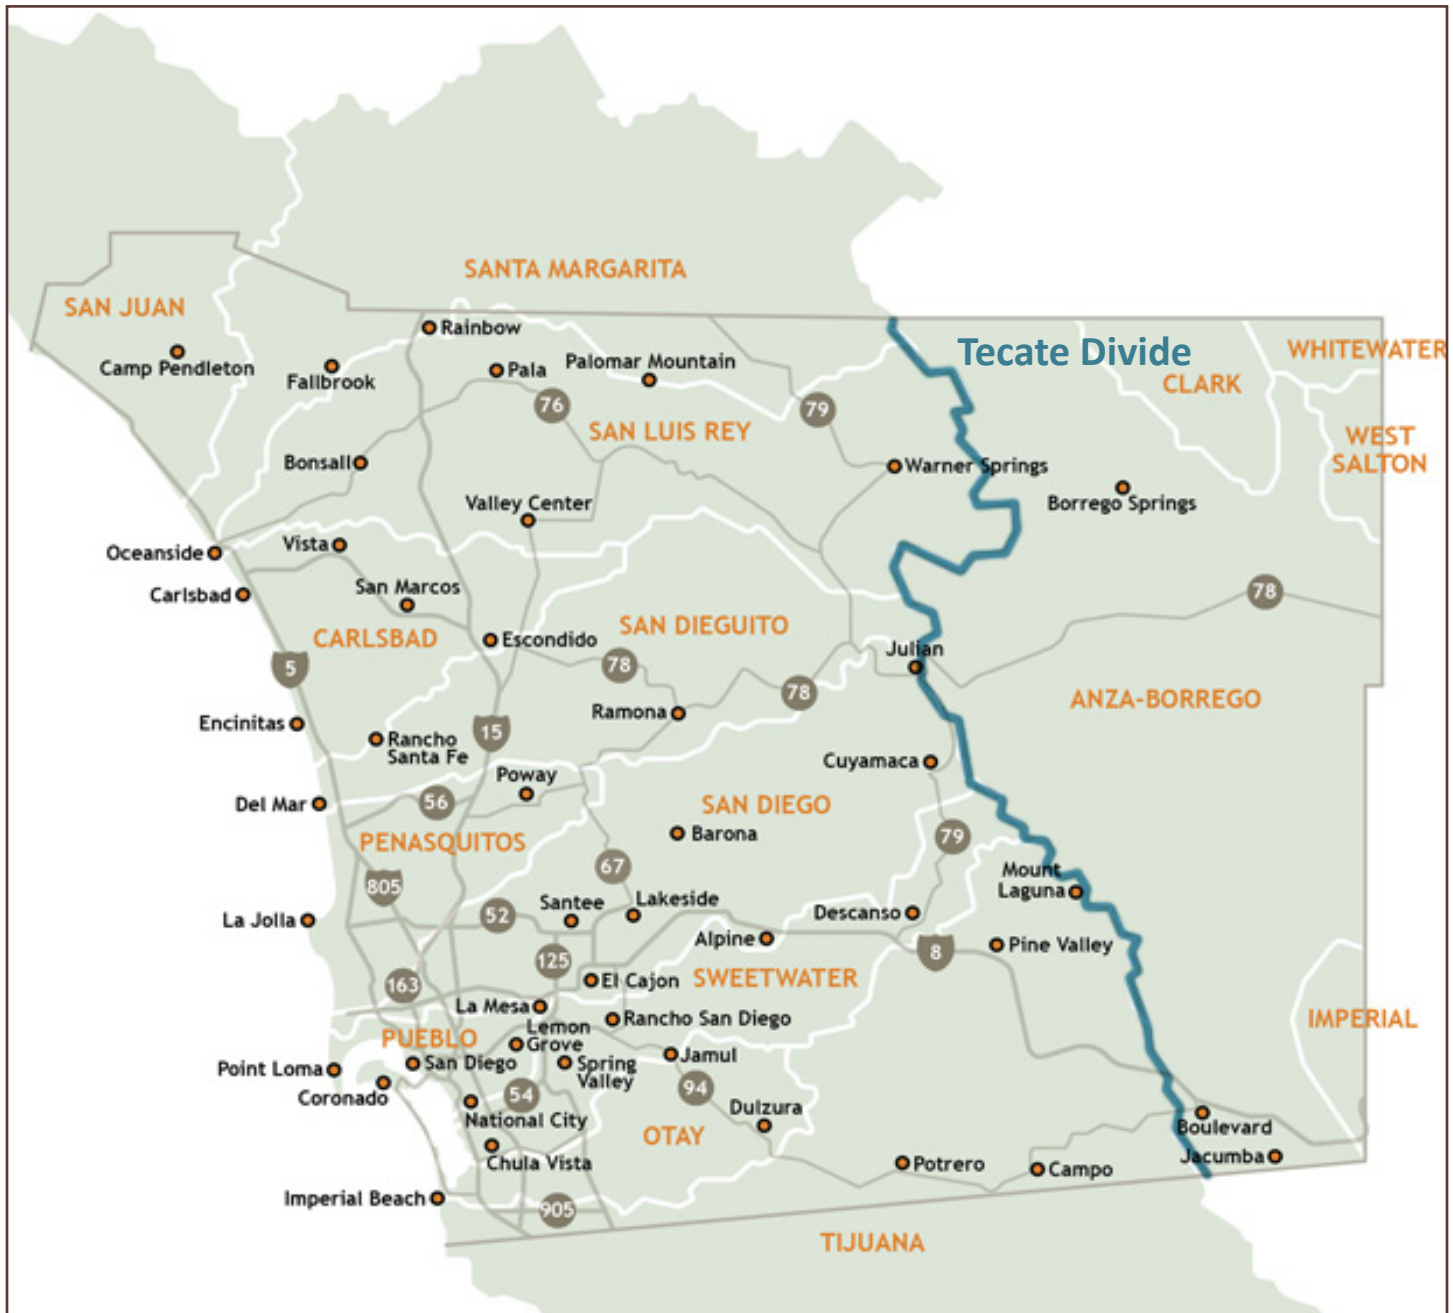 SANTA MARGARITA
SAN JUAN
Rainbow
Tecate Divide
WHITEWATER
Camp Pendleton
Fallbrook
Pala
Palomar Mountain
CLARK
76
79
SAN LUIS REY
WEST
SALTON
Bonsall
Warner Springs
Valley Center
Borrego Springs
Oceanside
Vista
Carlsbad
San Marcos
78
CARLSBAD
Escondido
SAN DIEGUITO
Julian
5
78
78
ANZA-BORREGO
Encinitas
Rancho
Santa Fe
15
Ramona
Cuyamaca
Poway
Del Mar
56
SAN DIEGO
PENASQUITOS
Barona
79
67
805
Mount
Laguna
La Jolla
52
Santee
Lakeside
Descanso
Alpine
8
Pine Valley
125
163
El Cajon
SWEETWATER
La Mesa
Rancho San Diego
IMPERIAL
PUEBLO
Lemon
Grove
Point Loma
San Diego
Spring
Valley
Jamul
Coronado
54
94
National City
Dulzura
Boulevard
OTAY
Chula Vista
Potrero
Campo
Jacumba
Imperial Beach
905
TIJUANA